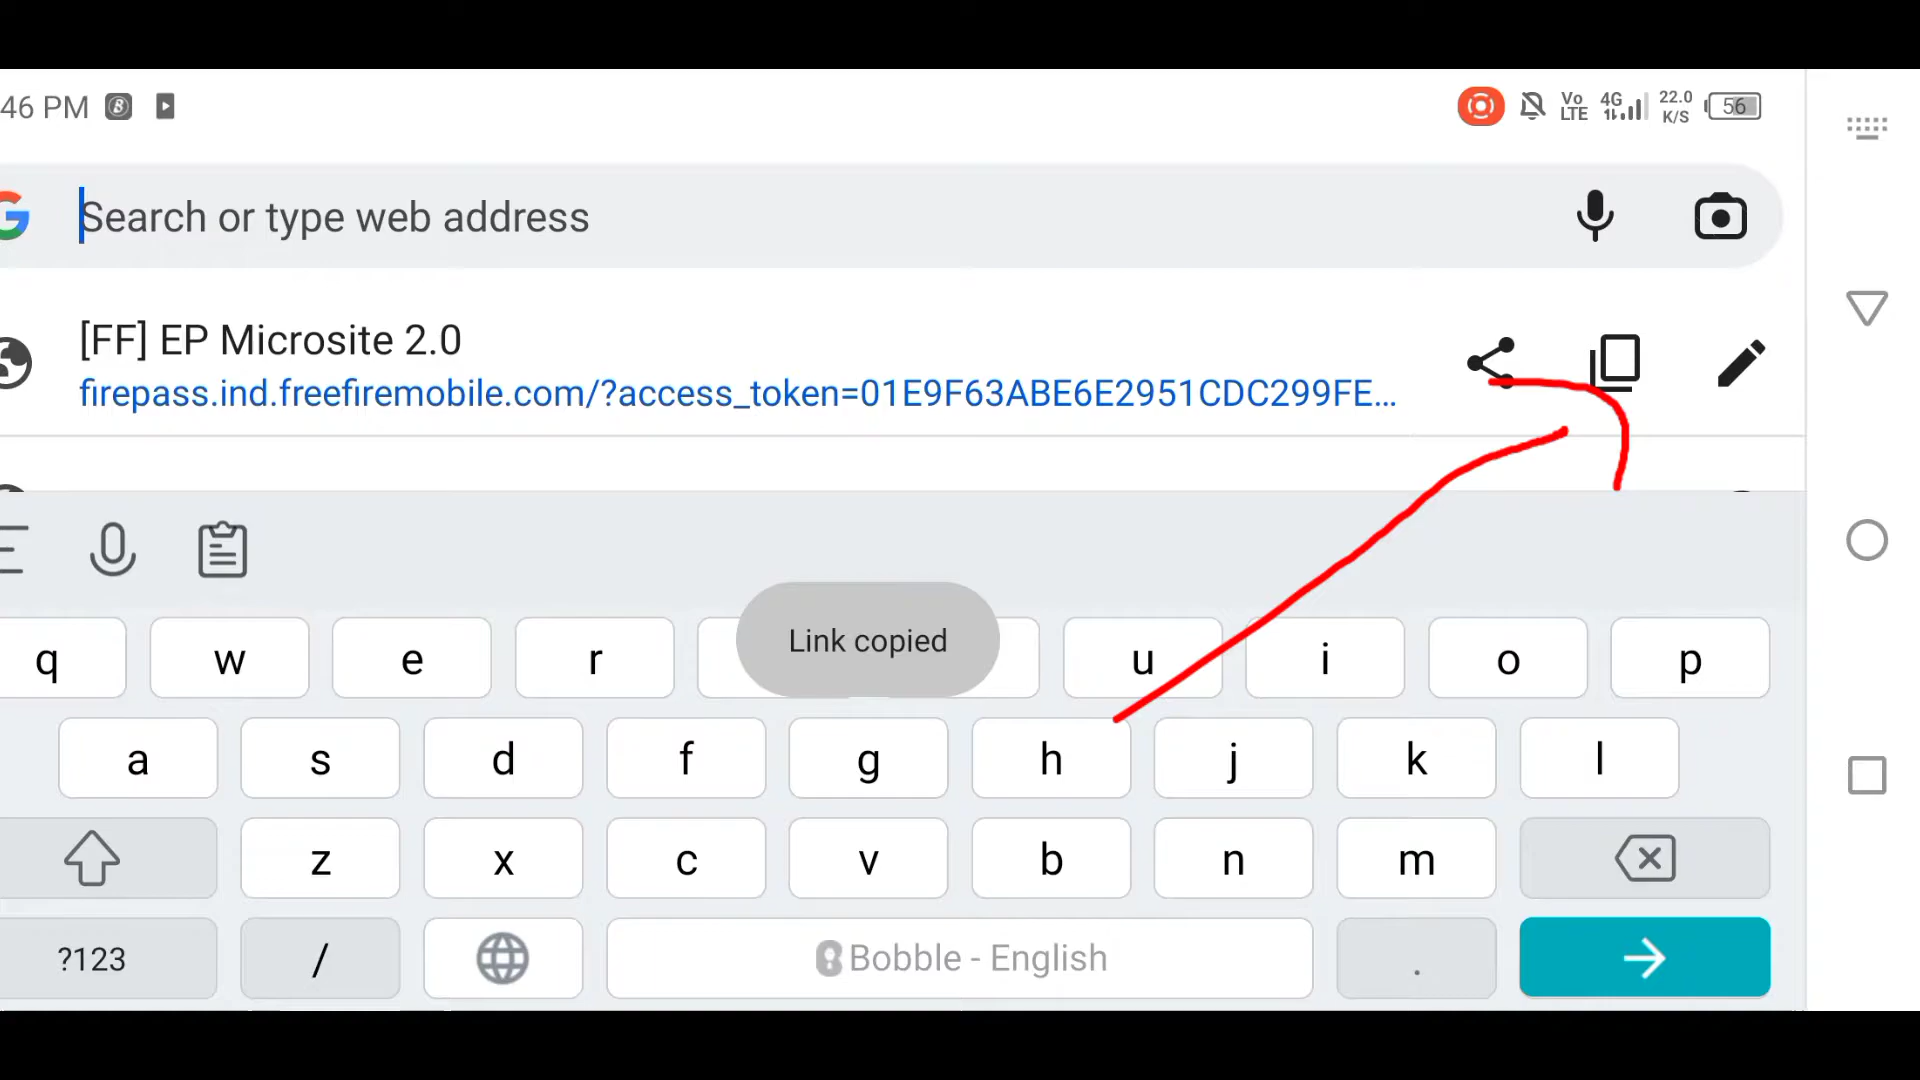 46 PM
Vo LTE 4G 22.0 K/S 56
Search or type web address
[FF] EP Microsite 2.0
firepass.ind.freefiremobile.com/?access_token=01E9F63ABE6E2951CDC299FE...
Link copied
q w e r u i o p
a s d f g h j k l
z x c v b n m
?123 / Bobble - English .